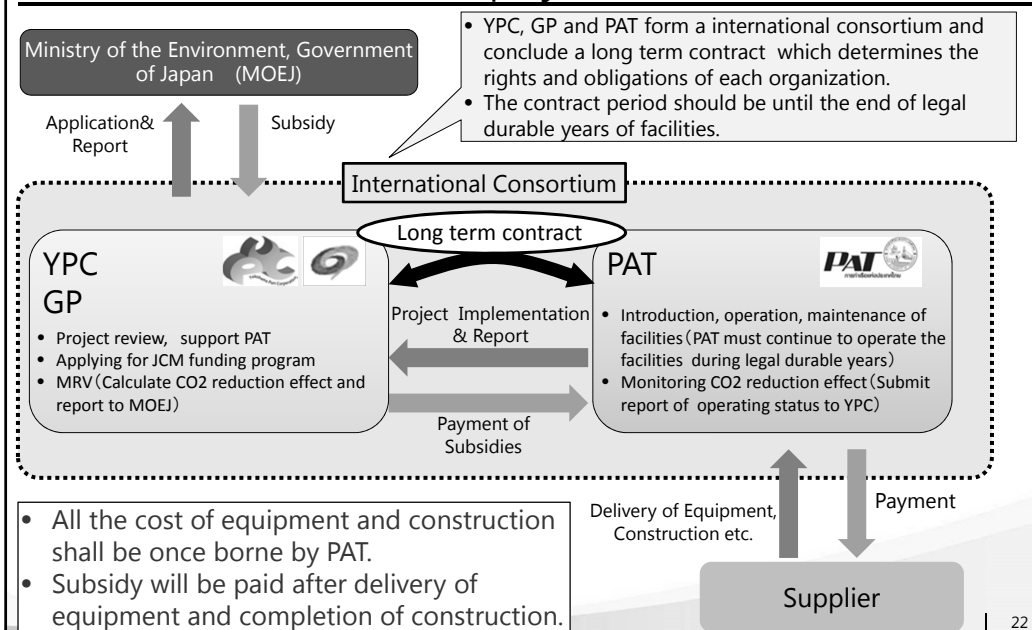 • YPC, GP and PAT form a international consortium and
conclude a long term contract which determines the
rights and obligations of each organization.
• The contract period should be until the end of legal
durable years of facilities.
Ministry of the Environment, Government
of Japan (MOEJ)
Application&
Report
Subsidy
International Consortium
Long term contract
YPC
GP
• Project review, support PAT
• Applying for JCM funding program
• MRV(Calculate CO2 reduction effect and
report to MOEJ)
Project Implementation
& Report
Payment of
Subsidies
PAT
PAT
• Introduction, operation, maintenance of
facilities(PAT must continue to operate the
facilities during legal durable years)
• Monitoring CO2 reduction effect(Submit
report of operating status to YPC)
• All the cost of equipment and construction
shall be once borne by PAT.
• Subsidy will be paid after delivery of
equipment and completion of construction.
Delivery of Equipment,
Construction etc.
Payment
Supplier
22